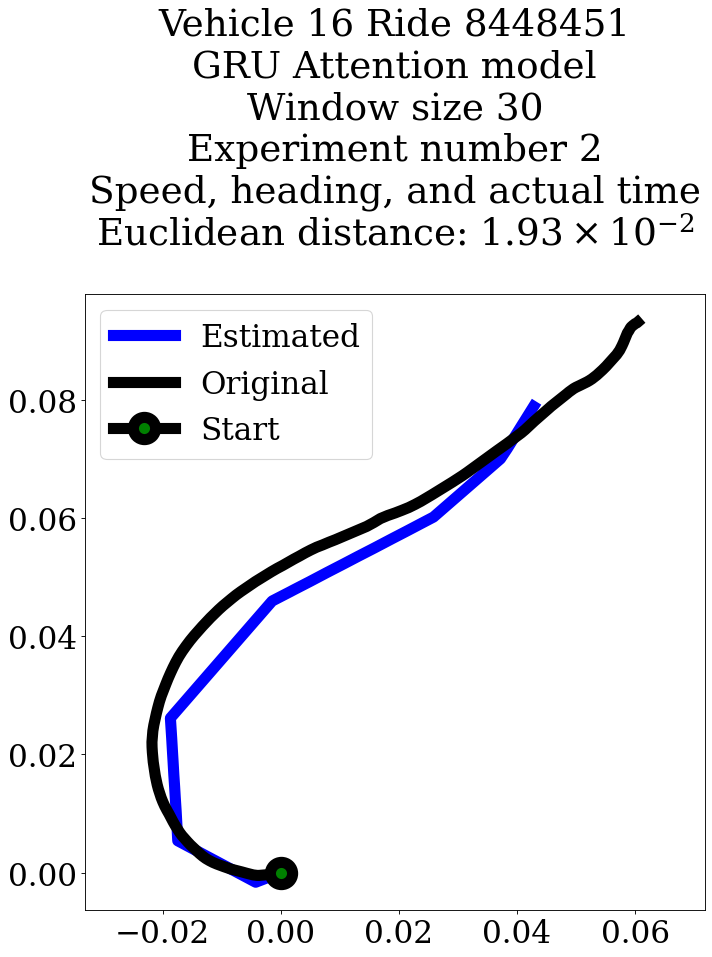 Vehicle 16 Ride 8448451
GRU Attention model
Window size 30
Experiment number 2
Speed, heading, and actual time
Euclidean distance: 1.93 × 10⁻²
Estimated
Original
Start
0.08
0.06
0.04
0.02
0.00
−0.02 0.00 0.02 0.04 0.06